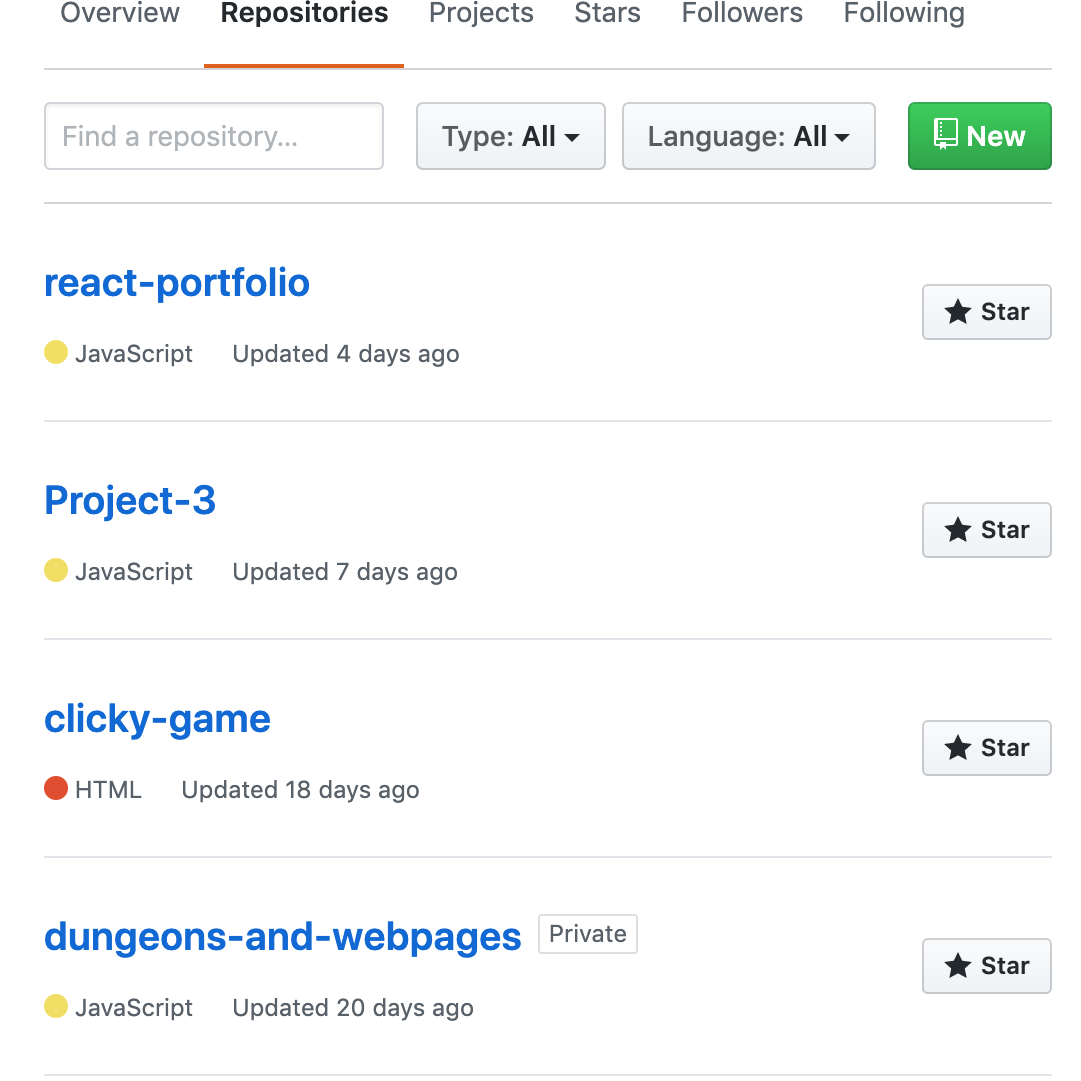 Overview Repositories Projects Stars Followers Following
Find a repository... Type: All Language: All New
react-portfolio
Star
JavaScript Updated 4 days ago
Project-3
Star
JavaScript Updated 7 days ago
clicky-game
Star
HTML Updated 18 days ago
dungeons-and-webpages Private
Star
JavaScript Updated 20 days ago